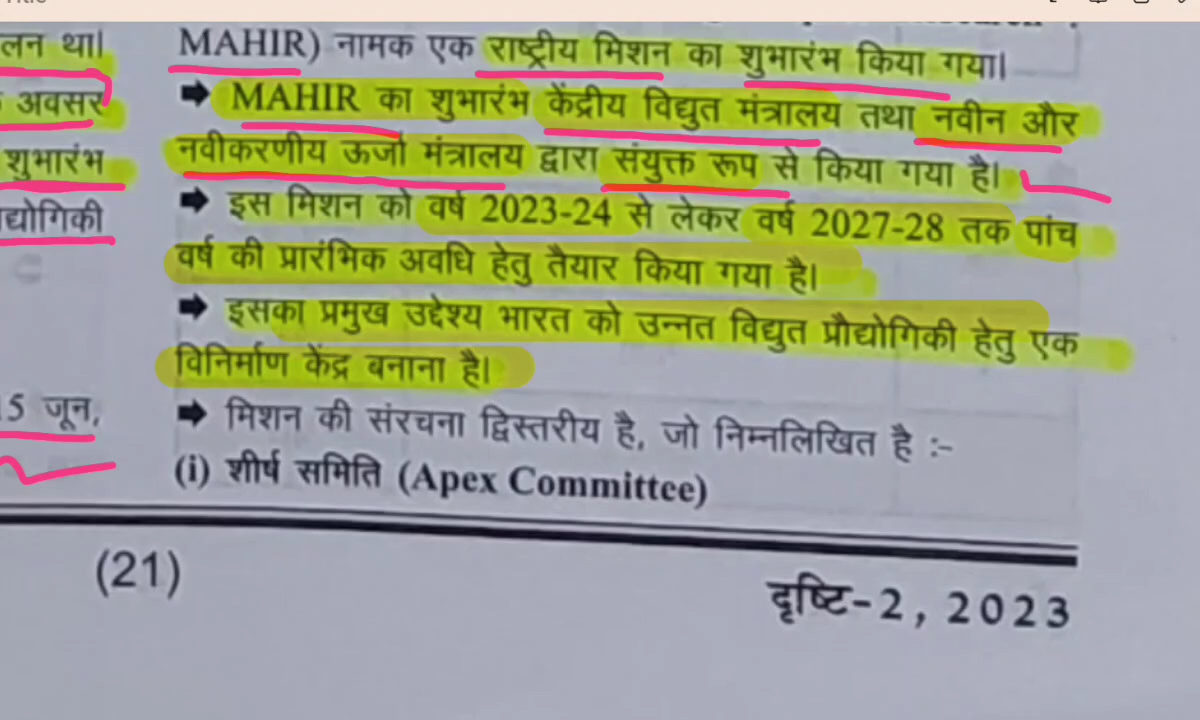 लन था।
अवसर
शुभारंभ
द्योगिकी
5 जून,
MAHIR) नामक एक राष्ट्रीय मिशन का शुभारंभ किया गया।
➡ MAHIR का शुभारंभ केंद्रीय विद्युत मंत्रालय तथा नवीन और
नवीकरणीय ऊर्जा मंत्रालय द्वारा संयुक्त रूप से किया गया है।
➡ इस मिशन को वर्ष 2023-24 से लेकर वर्ष 2027-28 तक पांच
वर्ष की प्रारंभिक अवधि हेतु तैयार किया गया है।
➡ इसका प्रमुख उद्देश्य भारत को उन्नत विद्युत प्रौद्योगिकी हेतु एक
विनिर्माण केंद्र बनाना है।
➡ मिशन की संरचना द्विस्तरीय है, जो निम्नलिखित है :-
(i) शीर्ष समिति (Apex Committee)
(21)
दृष्टि-2, 2023